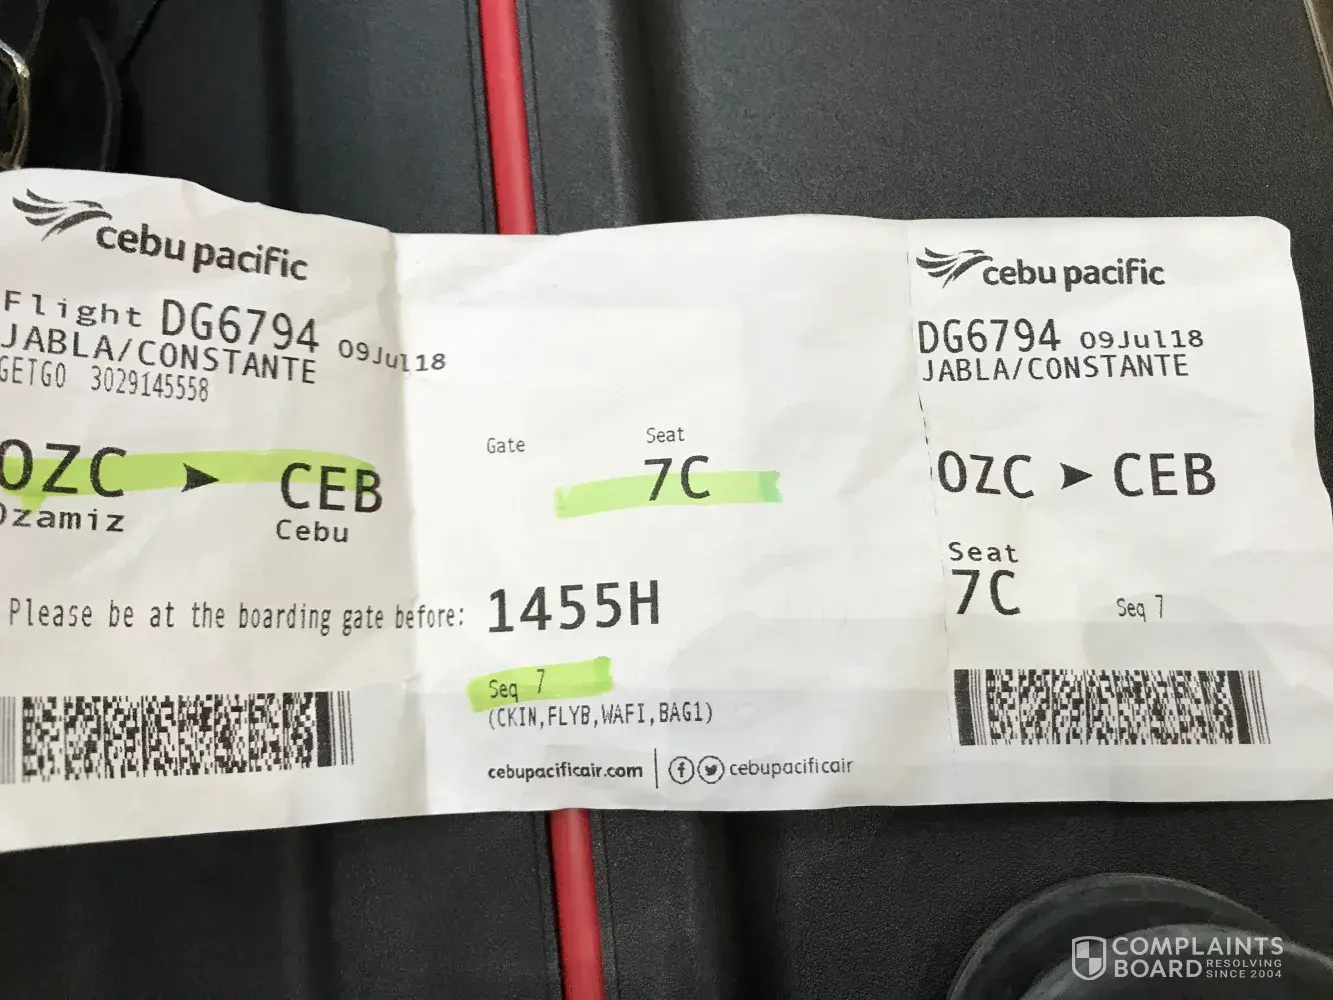 cebu pacific
Flight DG6794 09Jul18
JABLA/CONSTANTE
GETGO 3029145558
OZC ➤ CEB
Ozamiz Cebu
Gate Seat
7C
Please be at the boarding gate before: 1455H
Seq 7
(CKIN,FLYB,WAFI,BAG1)
cebupacificair.com | cebupacificair
cebu pacific
DG6794 09Jul18
JABLA/CONSTANTE
OZC ➤ CEB
Seat
7C Seq 7
COMPLAINTS
BOARD RESOLVING
SINCE 2004